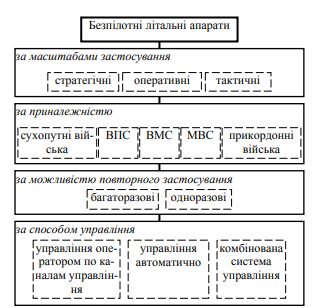 Безпілотні літальні апарати
за масштабами застосування
стратегічні оперативні тактичні
за приналежністю
сухопутні вій-
ська
ВПС
ВМС
МВС
прикордонні
війська
за можливістю повторного застосування
багаторазові одноразові
за способом управління
управління опе-
ратором по ка-
налам управлін-
ня
управління
автоматично
комбінована
система
управління